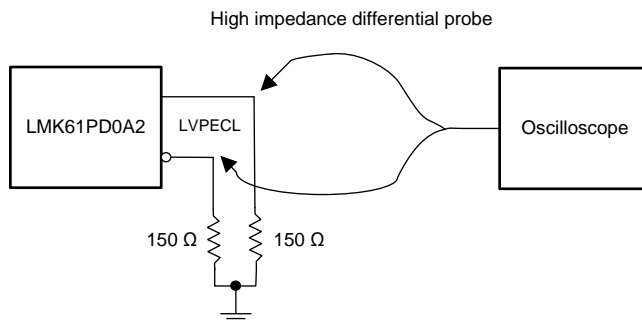 High impedance differential probe
LMK61PD0A2
LVPECL
Oscilloscope
150 Ω
150 Ω